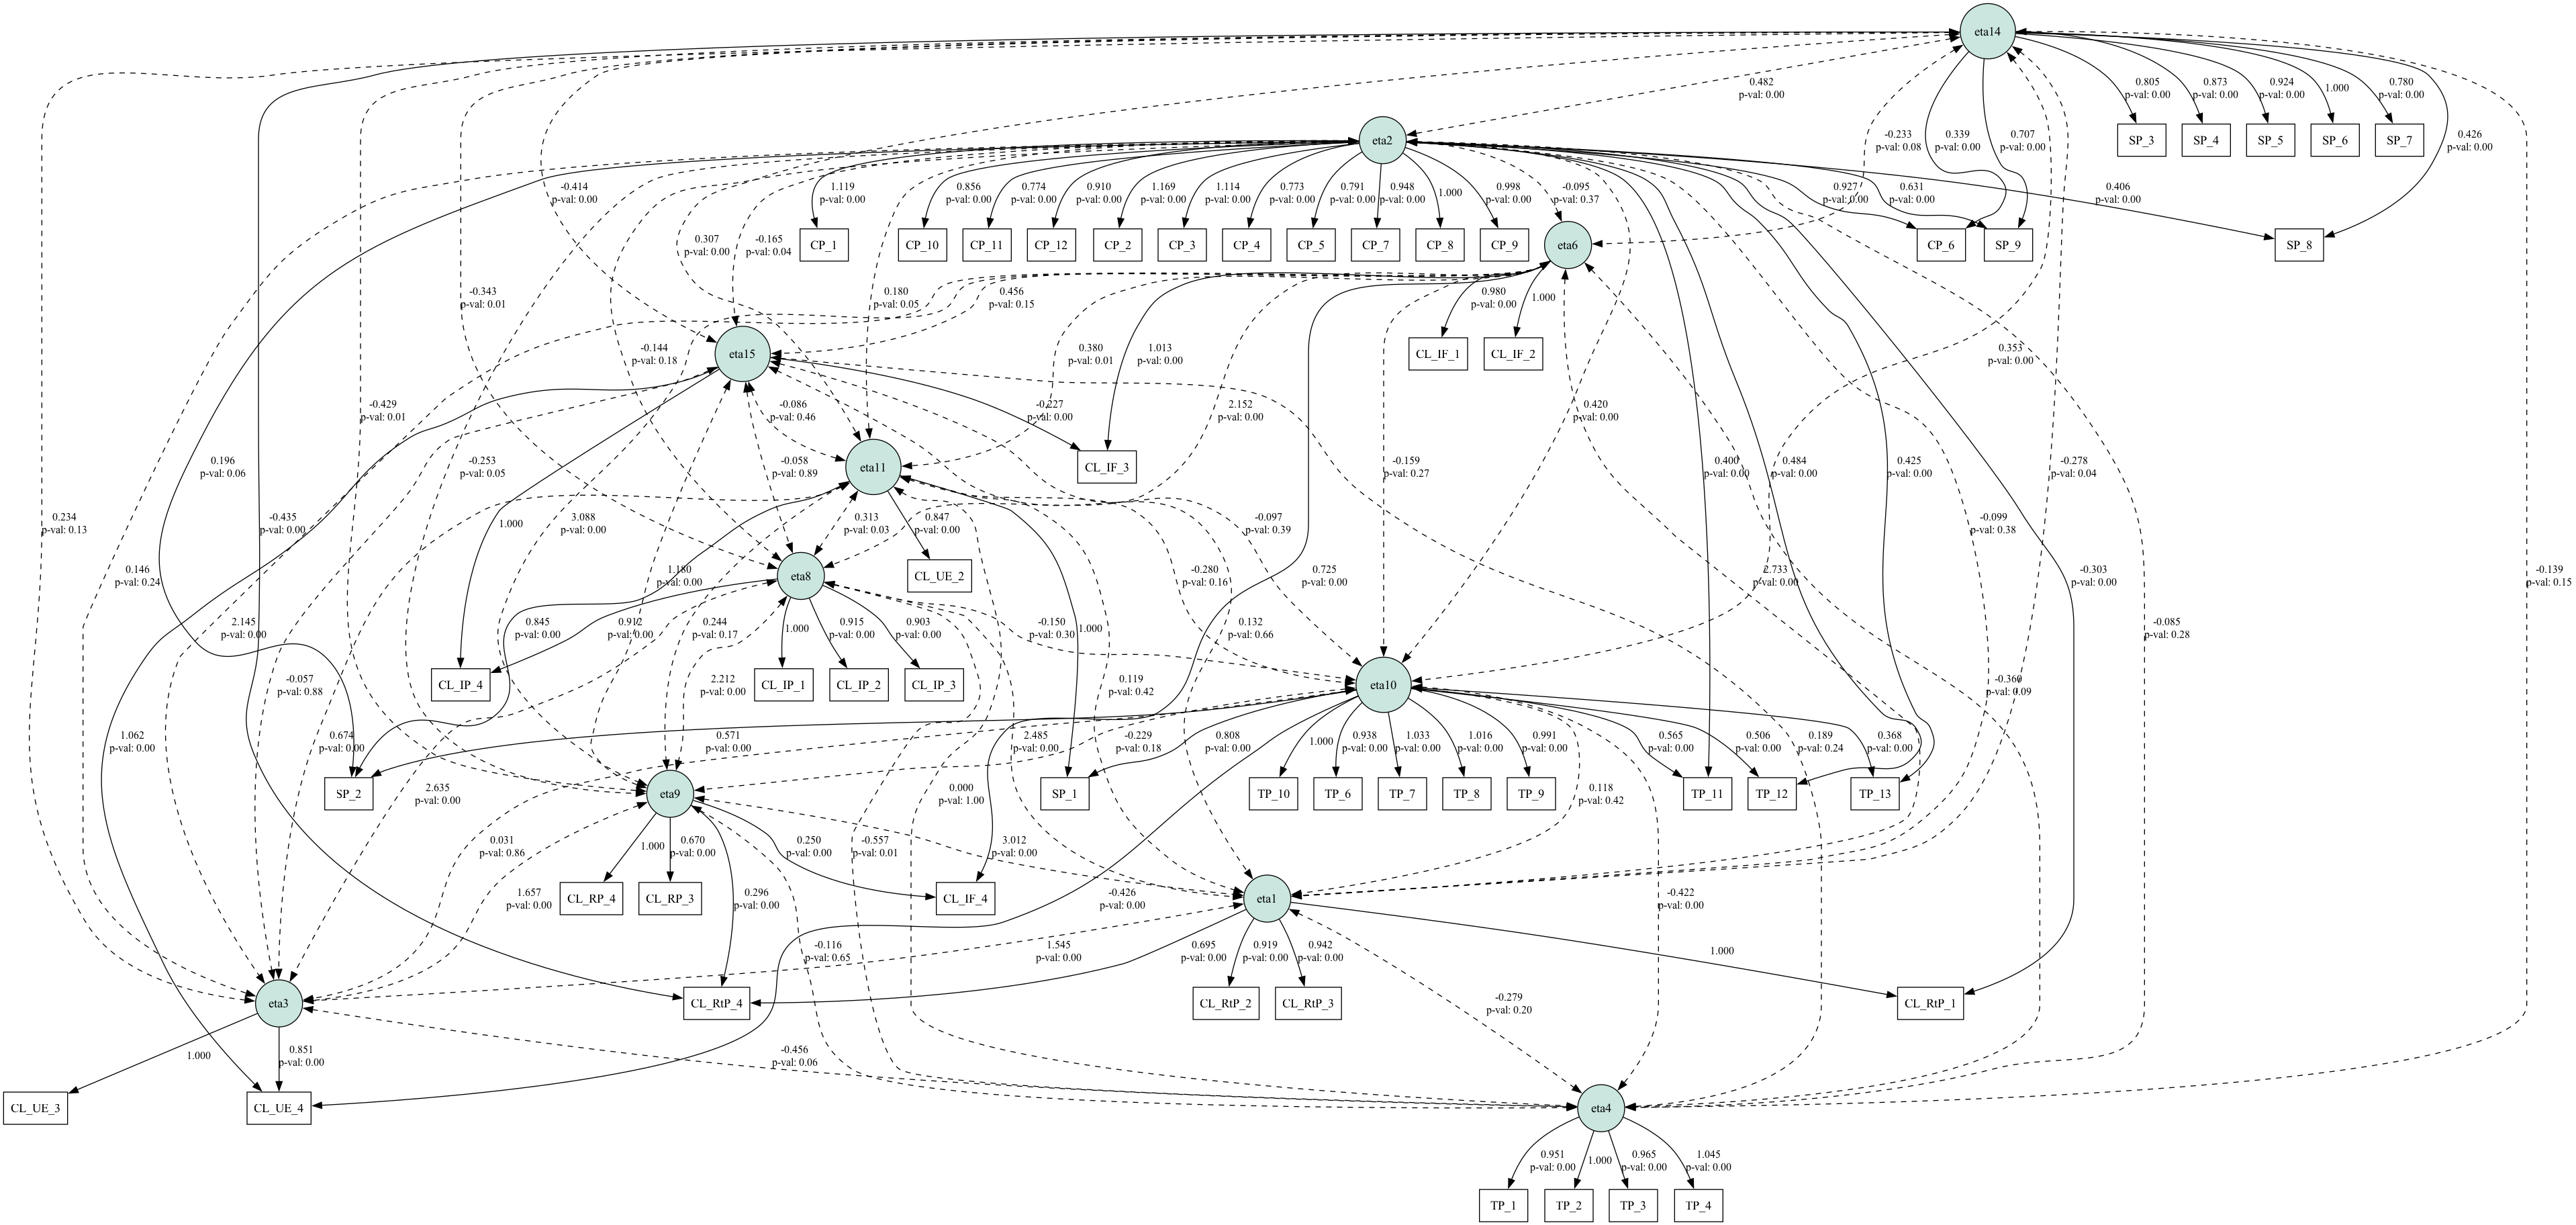 eta14
0.805
p-val: 0.00
0.873
p-val: 0.00
0.924
p-val: 0.00
1.000
0.780
p-val: 0.00
0.482
p-val: 0.00
eta2
-0.233
p-val: 0.08
0.339
p-val: 0.00
0.707
p-val: 0.00
SP_3
SP_4
SP_5
SP_6
SP_7
0.426
p-val: 0.00
-0.414
p-val: 0.00
1.119
p-val: 0.00
0.856
p-val: 0.00
0.774
p-val: 0.00
0.910
p-val: 0.00
1.169
p-val: 0.00
1.114
p-val: 0.00
0.773
p-val: 0.00
0.791
p-val: 0.00
0.948
p-val: 0.00
1.000
0.998
p-val: 0.00
-0.095
p-val: 0.37
0.927
p-val: 0.00
0.631
p-val: 0.00
0.406
p-val: 0.00
0.307
p-val: 0.00
-0.165
p-val: 0.04
CP_1
CP_10
CP_11
CP_12
CP_2
CP_3
CP_4
CP_5
CP_7
CP_8
CP_9
eta6
CP_6
SP_9
SP_8
-0.343
p-val: 0.01
0.180
p-val: 0.05
0.456
p-val: 0.15
0.980
p-val: 0.00
1.000
eta15
-0.144
p-val: 0.18
0.380
p-val: 0.01
1.013
p-val: 0.00
CL_IF_1
CL_IF_2
0.353
p-val: 0.00
-0.429
p-val: 0.01
-0.086
p-val: 0.46
-0.227
p-val: 0.00
2.152
p-val: 0.00
0.420
p-val: 0.00
0.196
p-val: 0.06
-0.253
p-val: 0.05
-0.058
p-val: 0.89
eta11
CL_IF_3
-0.159
p-val: 0.27
0.400
p-val: 0.00
0.484
p-val: 0.00
0.425
p-val: 0.00
-0.278
p-val: 0.04
0.234
p-val: 0.13
-0.435
p-val: 0.00
1.000
3.088
p-val: 0.00
0.313
p-val: 0.03
0.847
p-val: 0.00
-0.097
p-val: 0.39
-0.099
p-val: 0.38
0.146
p-val: 0.24
1.180
p-val: 0.00
eta8
CL_UE_2
-0.280
p-val: 0.16
0.725
p-val: 0.00
2.733
p-val: 0.00
-0.303
p-val: 0.00
-0.139
p-val: 0.15
2.145
p-val: 0.00
0.845
p-val: 0.00
0.912
p-val: 0.00
0.244
p-val: 0.17
1.000
0.915
p-val: 0.00
0.903
p-val: 0.00
-0.150
p-val: 0.30
1.000
0.132
p-val: 0.66
-0.085
p-val: 0.28
-0.057
p-val: 0.88
CL_IP_4
2.212
p-val: 0.00
CL_IP_1
CL_IP_2
CL_IP_3
0.119
p-val: 0.42
eta10
-0.360
p-val: 0.09
1.062
p-val: 0.00
0.674
p-val: 0.00
0.571
p-val: 0.00
2.485
p-val: 0.00
-0.229
p-val: 0.18
0.808
p-val: 0.00
1.000
0.938
p-val: 0.00
1.033
p-val: 0.00
1.016
p-val: 0.00
0.991
p-val: 0.00
0.565
p-val: 0.00
0.506
p-val: 0.00
0.189
p-val: 0.24
0.368
p-val: 0.00
SP_2
2.635
p-val: 0.00
eta9
0.000
p-val: 1.00
SP_1
TP_10
TP_6
TP_7
TP_8
TP_9
0.118
p-val: 0.42
TP_11
TP_12
TP_13
0.031
p-val: 0.86
1.000
0.670
p-val: 0.00
0.250
p-val: 0.00
-0.557
p-val: 0.01
3.012
p-val: 0.00
1.657
p-val: 0.00
CL_RP_4
CL_RP_3
0.296
p-val: 0.00
CL_IF_4
-0.426
p-val: 0.00
eta1
-0.422
p-val: 0.00
-0.116
p-val: 0.65
1.545
p-val: 0.00
0.695
p-val: 0.00
0.919
p-val: 0.00
0.942
p-val: 0.00
1.000
eta3
CL_RtP_4
CL_RtP_2
CL_RtP_3
-0.279
p-val: 0.20
CL_RtP_1
1.000
0.851
p-val: 0.00
-0.456
p-val: 0.06
CL_UE_3
CL_UE_4
eta4
0.951
p-val: 0.00
1.000
0.965
p-val: 0.00
1.045
p-val: 0.00
TP_1
TP_2
TP_3
TP_4